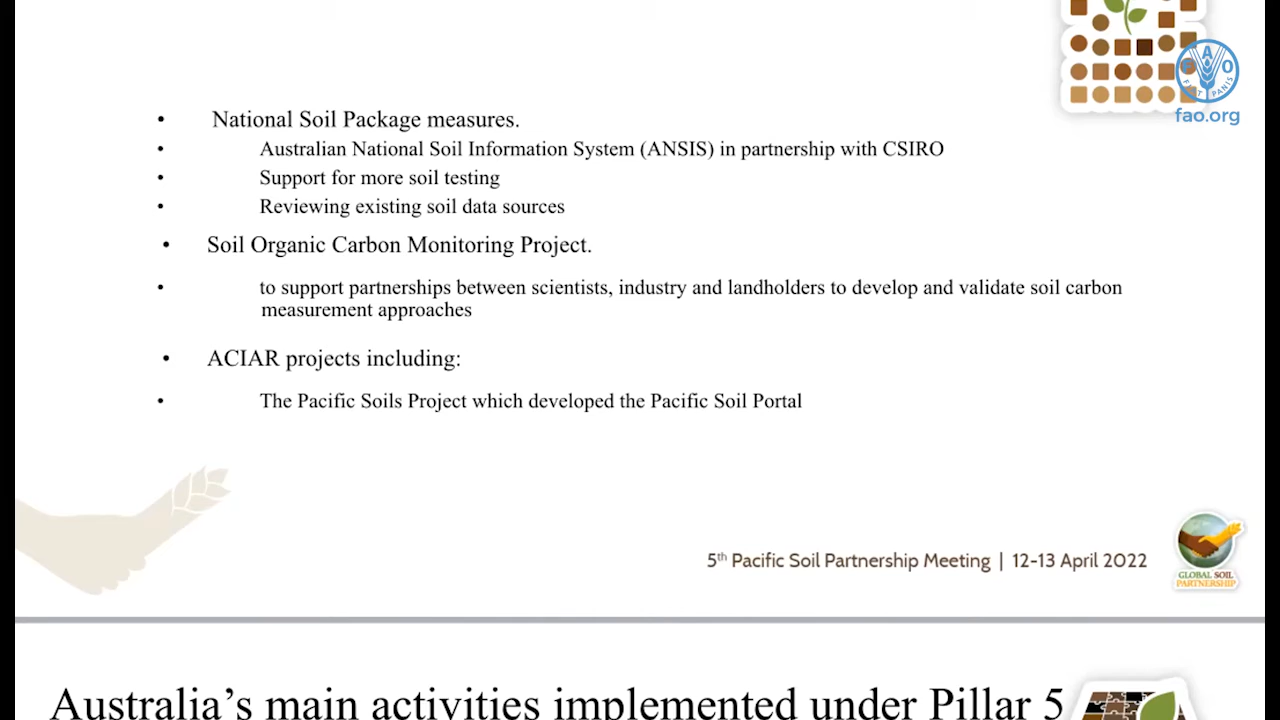 F A O
FIAT PANIS
fao.org
• National Soil Package measures.
• Australian National Soil Information System (ANSIS) in partnership with CSIRO
• Support for more soil testing
• Reviewing existing soil data sources
• Soil Organic Carbon Monitoring Project.
• to support partnerships between scientists, industry and landholders to develop and validate soil carbon
measurement approaches
• ACIAR projects including:
• The Pacific Soils Project which developed the Pacific Soil Portal
5th Pacific Soil Partnership Meeting | 12-13 April 2022
GLOBAL SOIL
PARTNERSHIP
Australia’s main activities implemented under Pillar 5